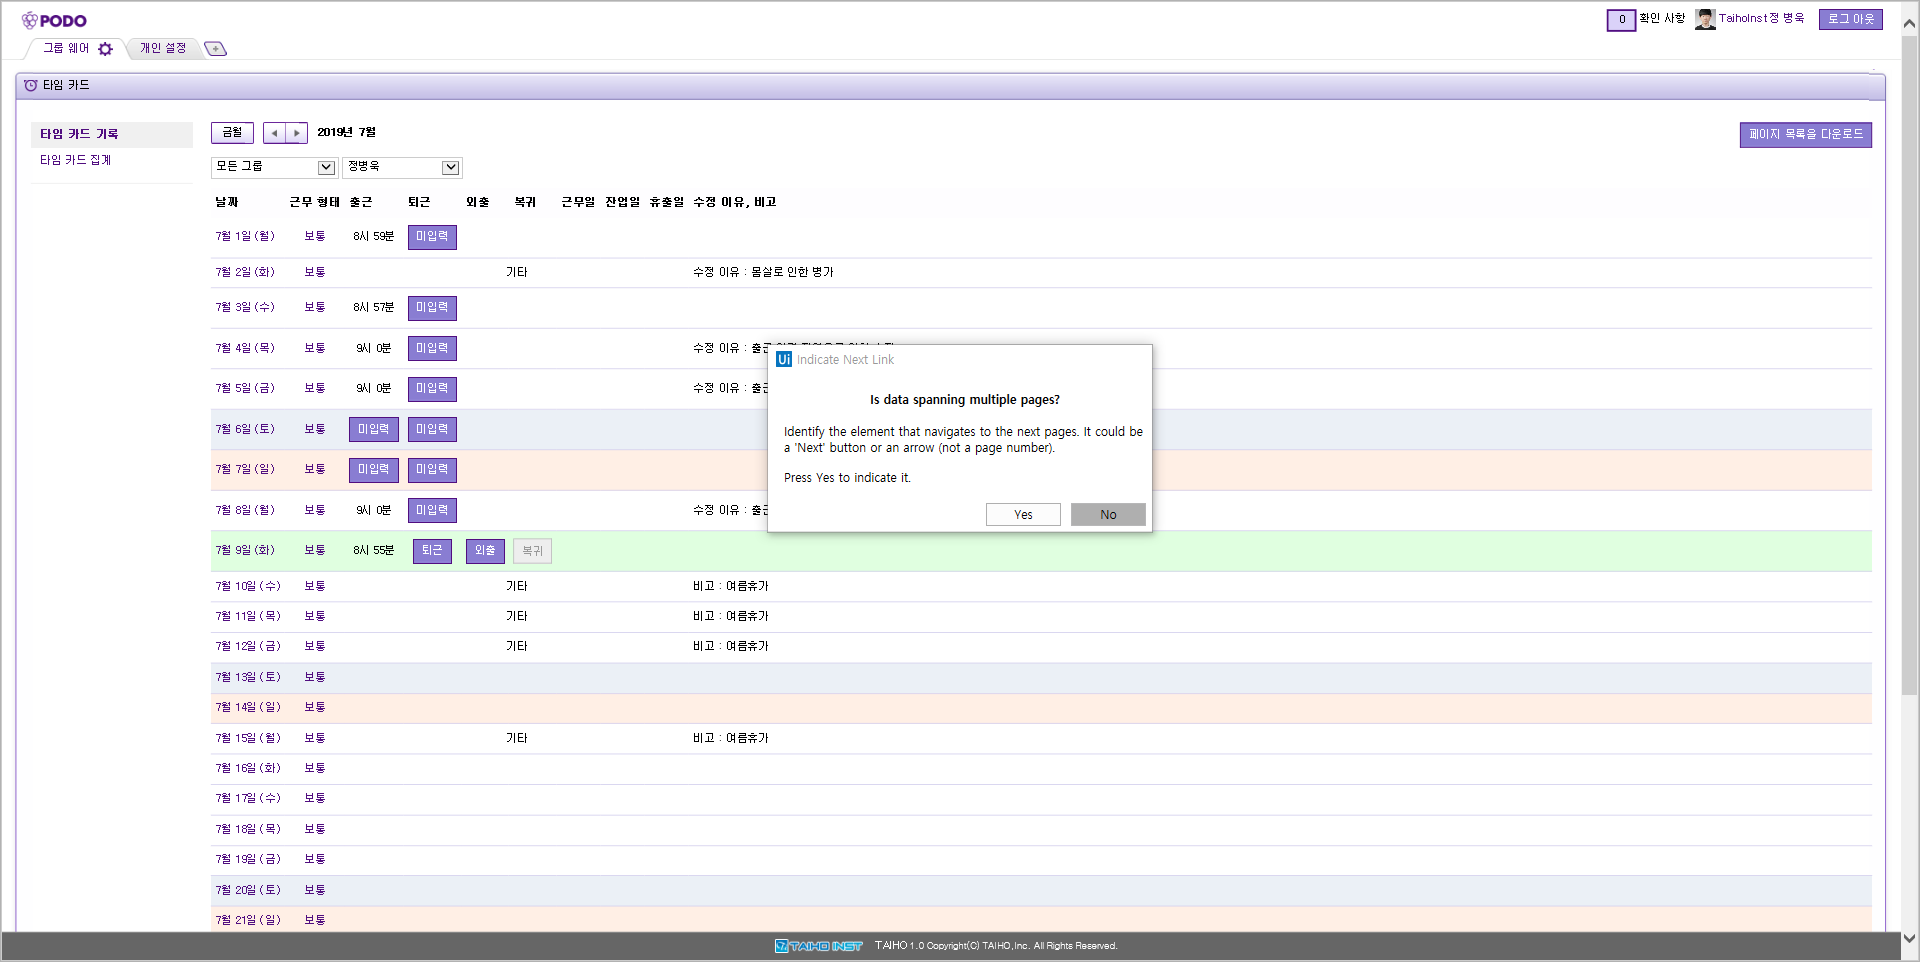 PODO
0 확인 사항 TaihoInst정 병욱 로그 아웃
그룹 웨어 개인 설정 +
타임 카드
타임 카드 기록
타임 카드 집계
금월 2019년 7월 페이지 목록을 다운로드
모든 그룹 정병욱
날짜 근무 형태 출근 퇴근 외출 복귀 근무일 잔업일 휴출일 수정 이유, 비고
7월 1일 (월) 보통 8시 59분 미입력
7월 2일 (화) 보통 기타 수정 이유 : 몸살로 인한 병가
7월 3일 (수) 보통 8시 57분 미입력
7월 4일 (목) 보통 9시 0분 미입력 수정 이유 : 출근
7월 5일 (금) 보통 9시 0분 미입력 수정 이유 : 출근
7월 6일 (토) 보통 미입력 미입력
7월 7일 (일) 보통 미입력 미입력
7월 8일 (월) 보통 9시 0분 미입력 수정 이유 : 출근
7월 9일 (화) 보통 8시 55분 퇴근 외출 복귀
7월 10일 (수) 보통 기타 비고 : 여름휴가
7월 11일 (목) 보통 기타 비고 : 여름휴가
7월 12일 (금) 보통 기타 비고 : 여름휴가
7월 13일 (토) 보통
7월 14일 (일) 보통
7월 15일 (월) 보통 기타 비고 : 여름휴가
7월 16일 (화) 보통
7월 17일 (수) 보통
7월 18일 (목) 보통
7월 19일 (금) 보통
7월 20일 (토) 보통
7월 21일 (일) 보통
Ui Indicate Next Link
Is data spanning multiple pages?
Identify the element that navigates to the next pages. It could be
a 'Next' button or an arrow (not a page number).
Press Yes to indicate it.
Yes No
TAIHO INST TAIHO 1.0 Copyright(C) TAIHO,Inc. All Rights Reserved.